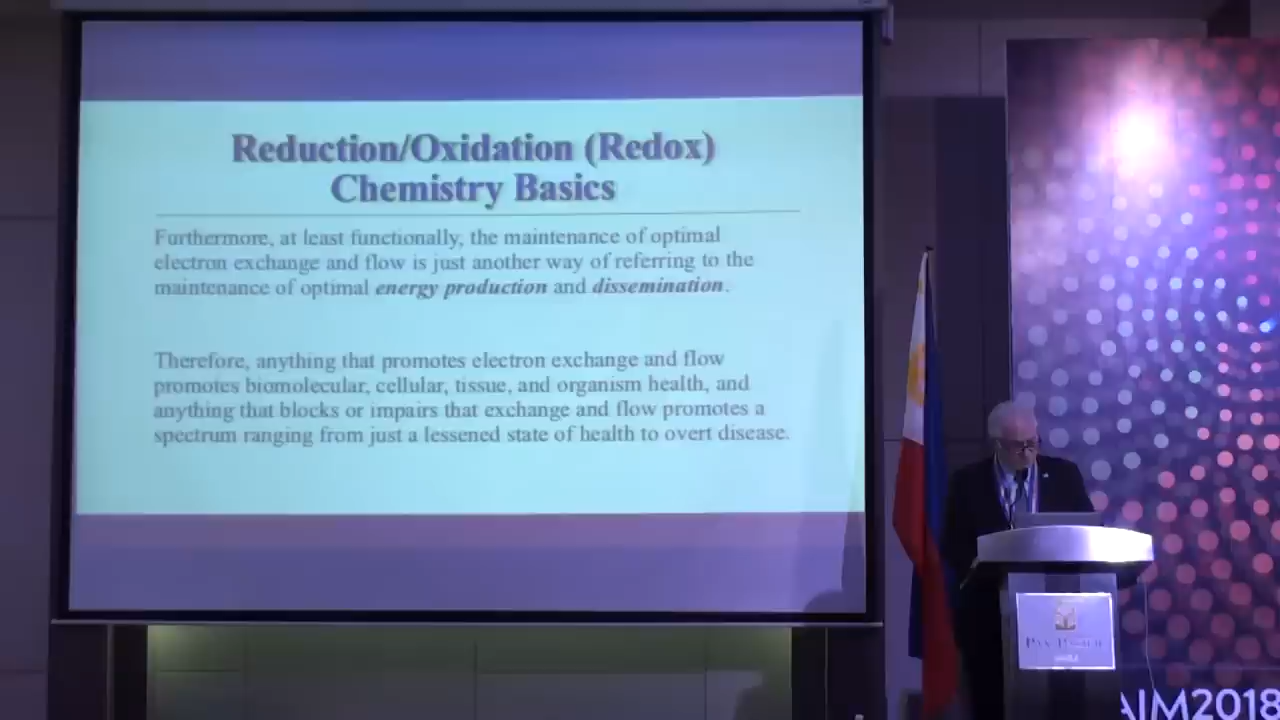 Reduction/Oxidation (Redox)
Chemistry Basics
Furthermore, at least functionally, the maintenance of optimal
electron exchange and flow is just another way of referring to the
maintenance of optimal energy production and dissemination.
Therefore, anything that promotes electron exchange and flow
promotes biomolecular, cellular, tissue, and organism health, and
anything that blocks or impairs that exchange and flow promotes a
spectrum ranging from just a lessened state of health to overt disease.
PAN PACIFIC
AIM2018